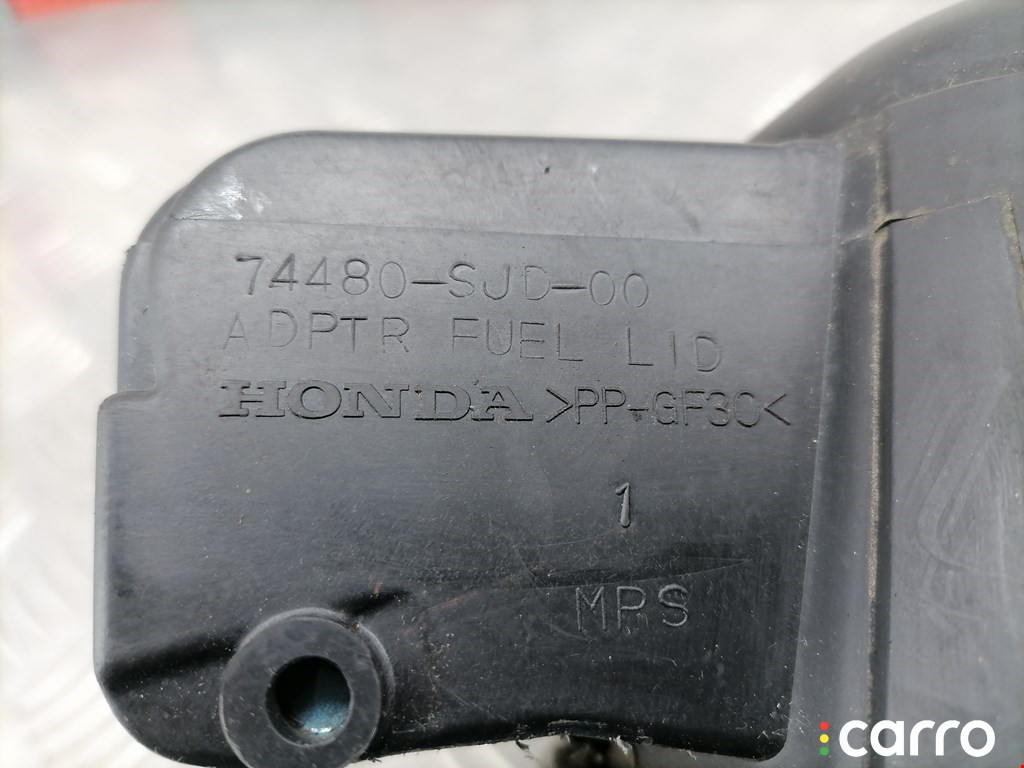 74480-SJD-00
ADPTR FUEL LID
HONDA >PP-GF30<
1
MPS
carro